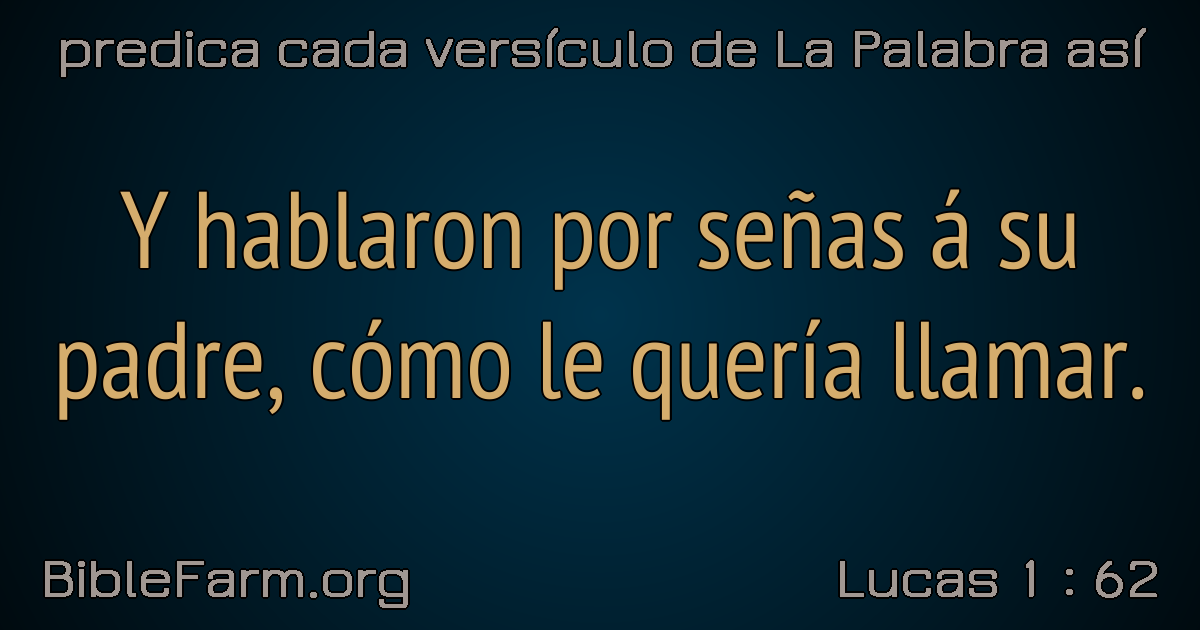 predica cada versículo de La Palabra así
Y hablaron por señas á su
padre, cómo le quería llamar.
BibleFarm.org
Lucas 1 : 62